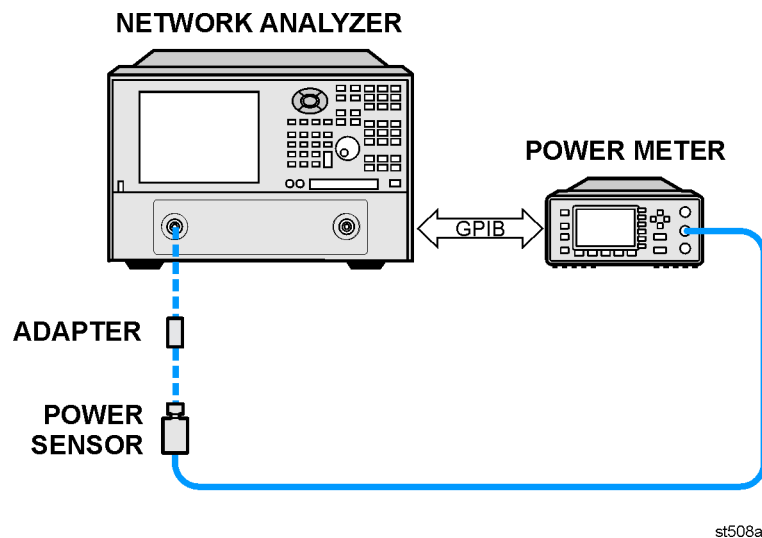 NETWORK ANALYZER
POWER METER
GPIB
ADAPTER
POWER
SENSOR
st508a